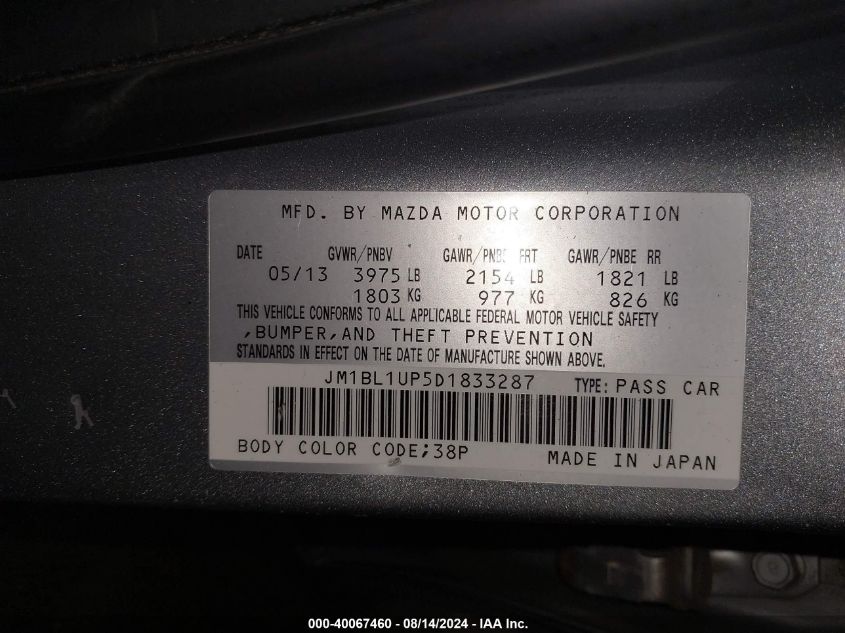 MFD. BY MAZDA MOTOR CORPORATION
DATE GVWR/PNBV GAWR/PNBE FRT GAWR/PNBE RR
05/13 3975 LB 2154 LB 1821 LB
1803 KG 977 KG 826 KG
THIS VEHICLE CONFORMS TO ALL APPLICABLE FEDERAL MOTOR VEHICLE SAFETY
,BUMPER,AND THEFT PREVENTION
STANDARDS IN EFFECT ON THE DATE OF MANUFACTURE SHOWN ABOVE.
JM1BL1UP5D1833287 TYPE: PASS CAR
BODY COLOR CODE;38P MADE IN JAPAN
000-40067460 - 08/14/2024 - IAA Inc.